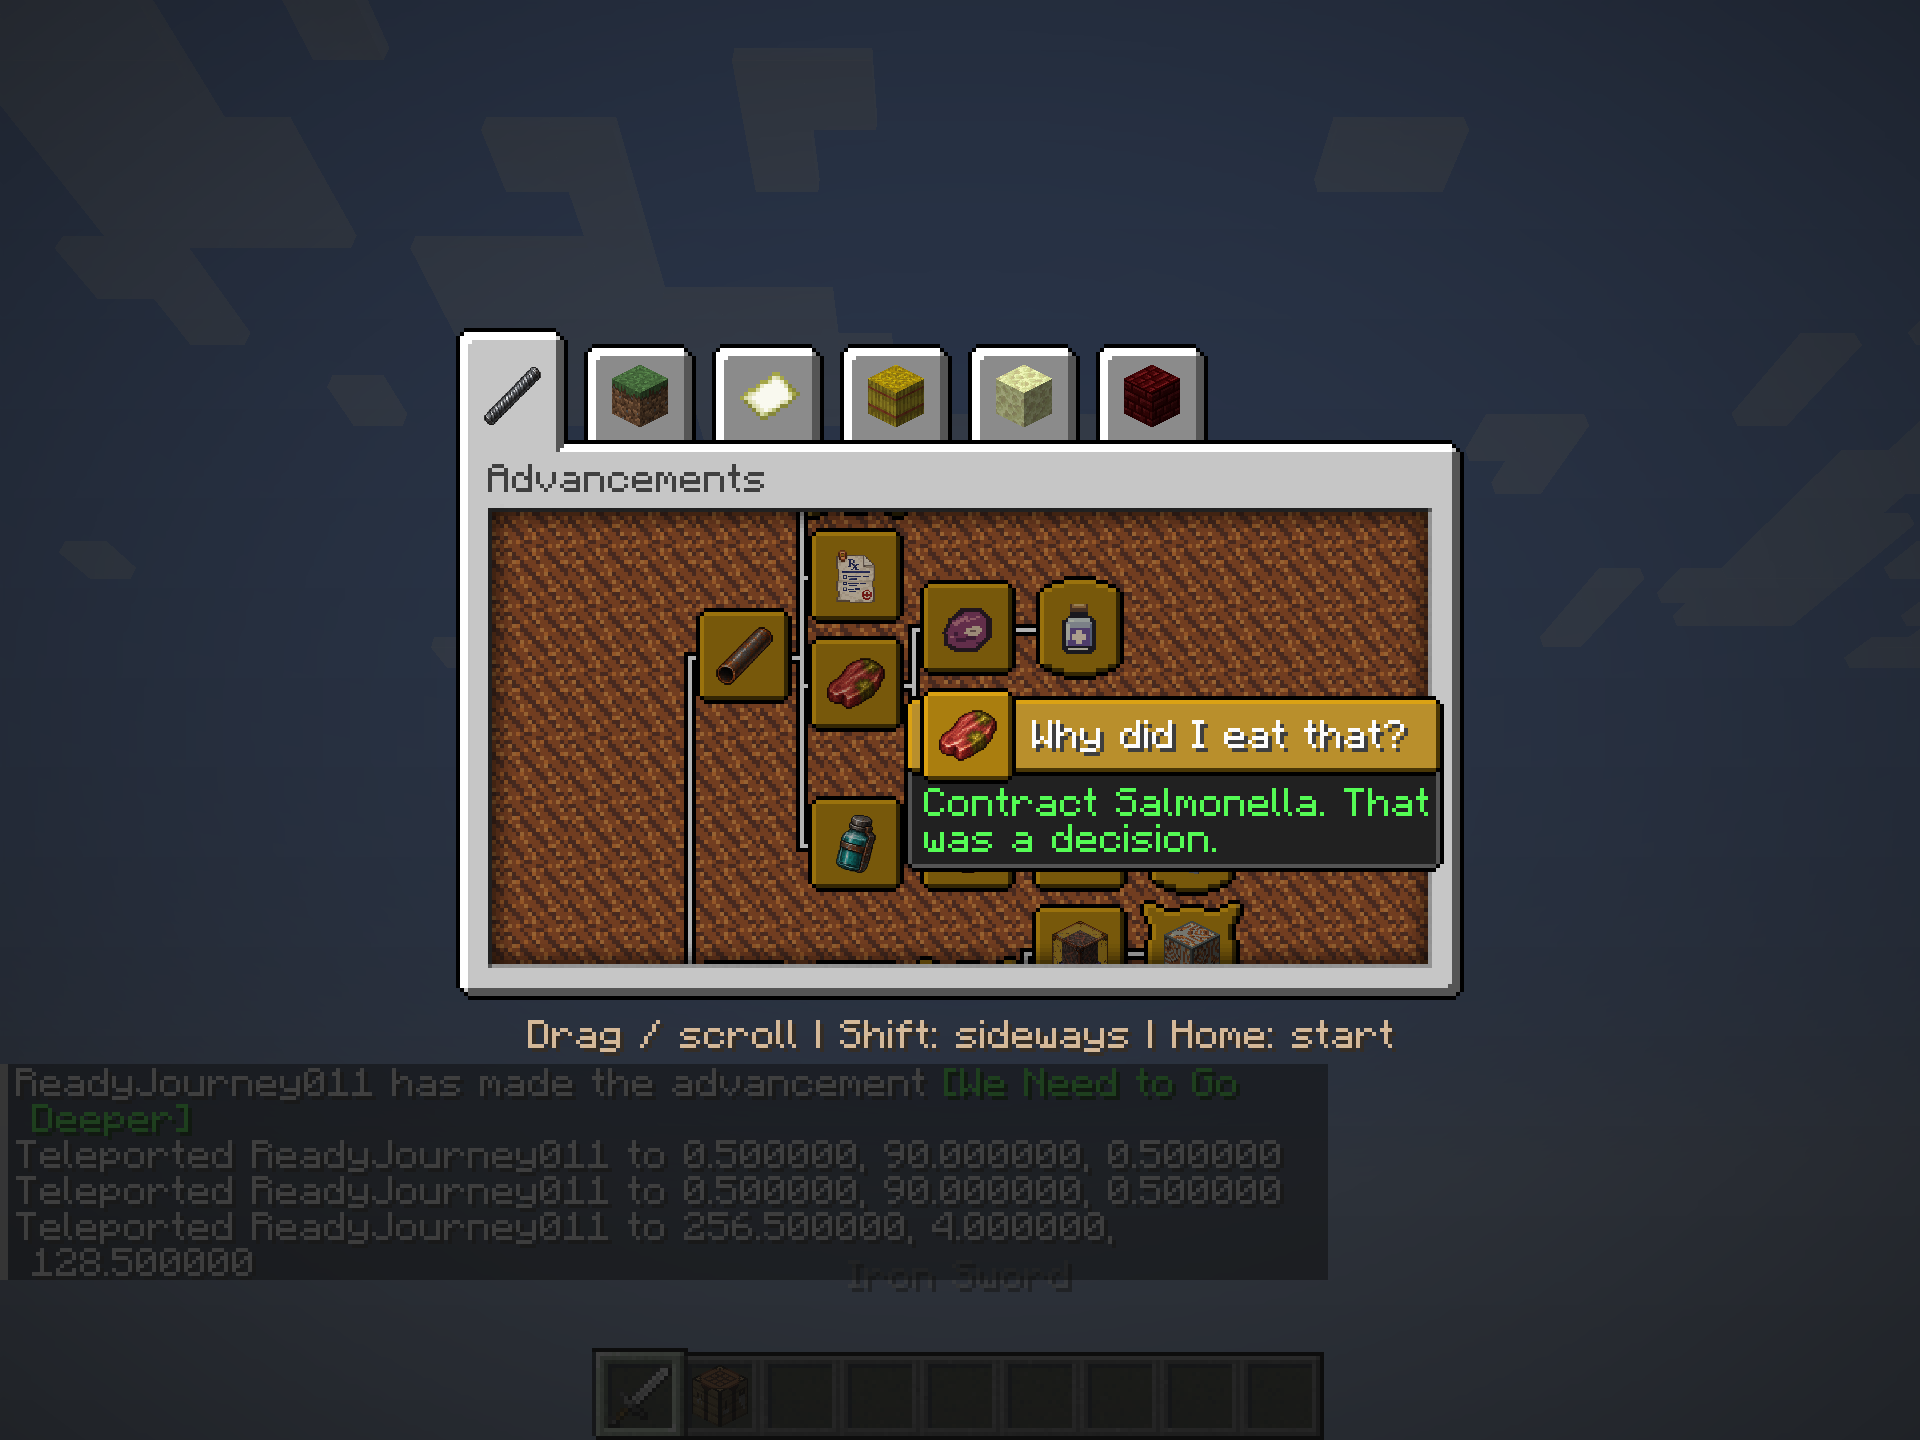 Advancements
Why did I eat that?
Contract Salmonella. That
was a decision.
Drag / scroll | Shift: sideways | Home: start
ReadyJourney011 has made the advancement [We Need to Go
Deeper]
Teleported ReadyJourney011 to 0.500000, 90.000000, 0.500000
Teleported ReadyJourney011 to 0.500000, 90.000000, 0.500000
Teleported ReadyJourney011 to 256.500000, 4.000000,
128.500000
Iron Sword